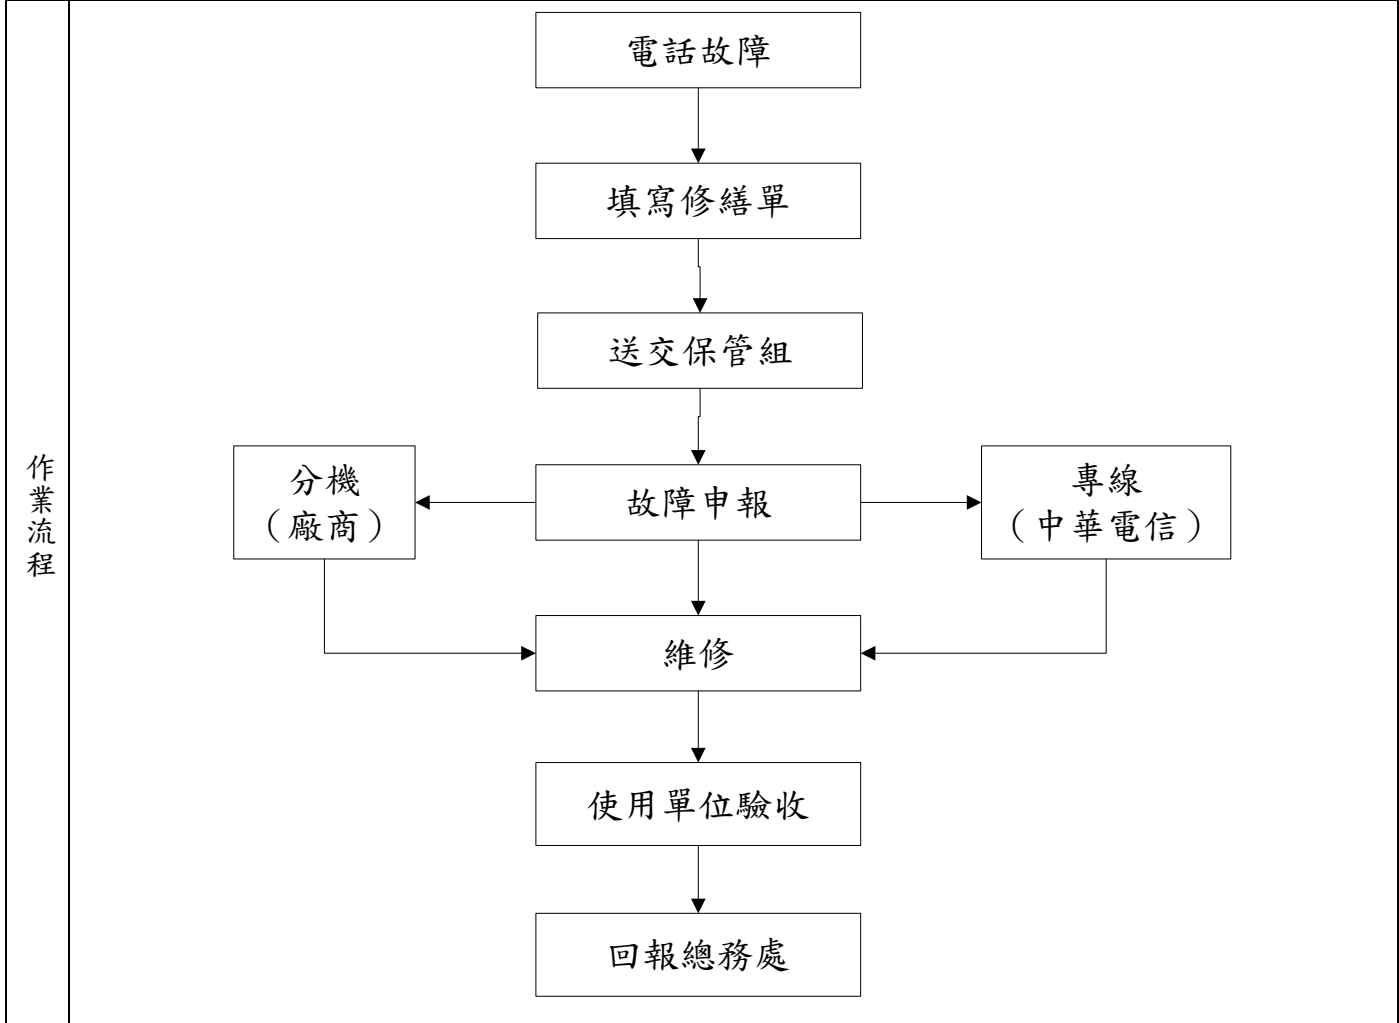 作業流程
電話故障
填寫修繕單
送交保管組
分機
（廠商）
故障申報
專線
（中華電信）
維修
使用單位驗收
回報總務處